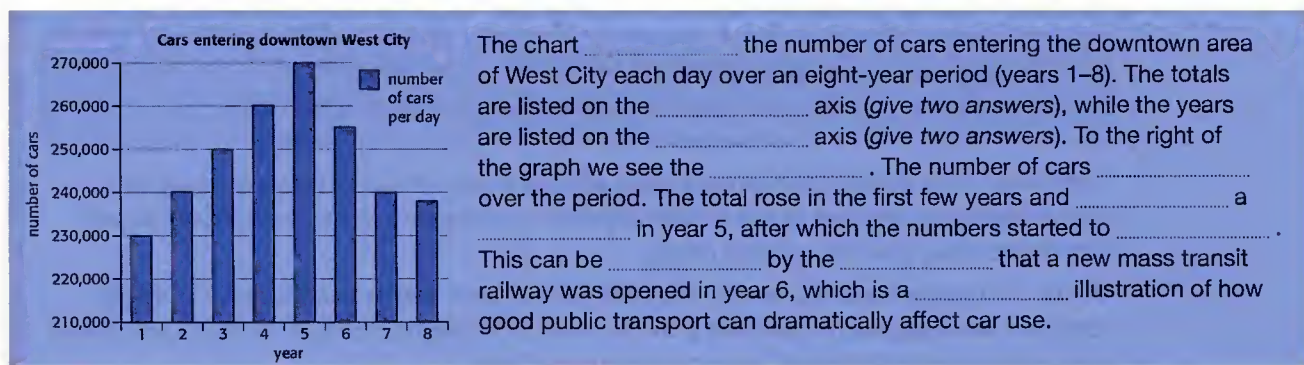 Cars entering downtown West City
270,000
260,000
250,000
240,000
230,000
220,000
210,000
number of cars
1 2 3 4 5 6 7 8
year
number
of cars
per day
The chart .................... the number of cars entering the downtown area
of West City each day over an eight-year period (years 1–8). The totals
are listed on the .................... axis (give two answers), while the years
are listed on the .................... axis (give two answers). To the right of
the graph we see the .................... . The number of cars ....................
over the period. The total rose in the first few years and .................... a
.................... in year 5, after which the numbers started to .................... .
This can be .................... by the .................... that a new mass transit
railway was opened in year 6, which is a .................... illustration of how
good public transport can dramatically affect car use.